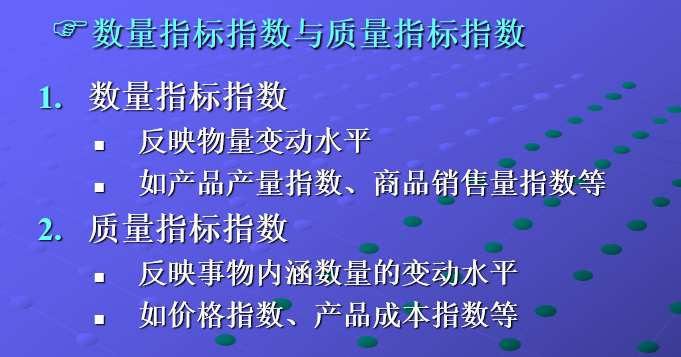 ☞数量指标指数与质量指标指数
1. 数量指标指数
■ 反映物量变动水平
■ 如产品产量指数、商品销售量指数等
2. 质量指标指数
■ 反映事物内涵数量的变动水平
■ 如价格指数、产品成本指数等